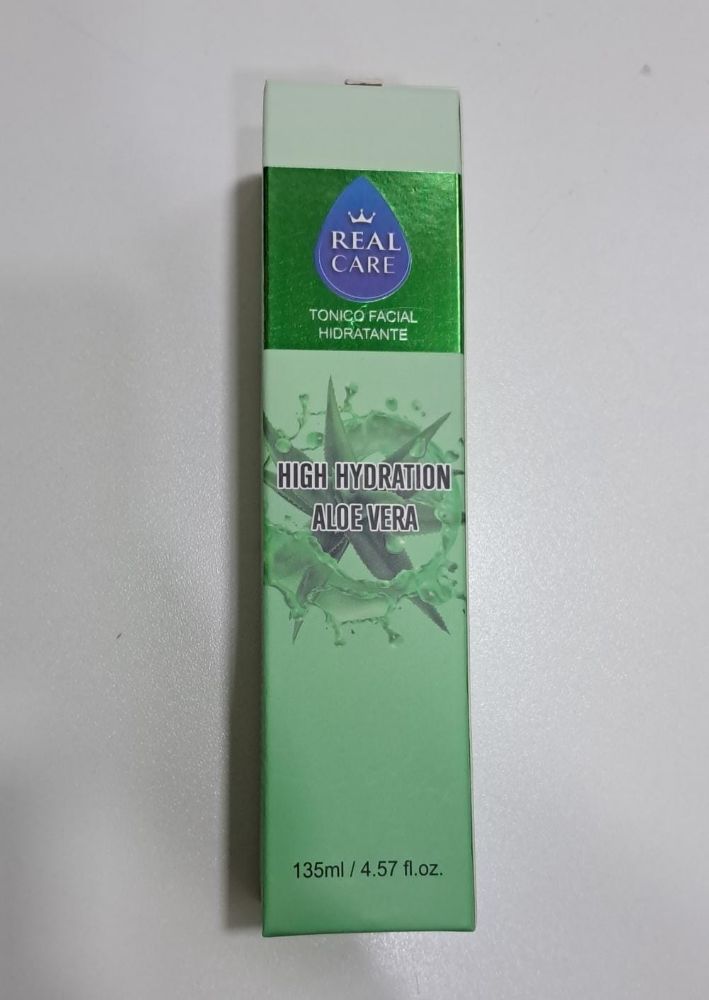 REAL
CARE
TONICO FACIAL
HIDRATANTE
HIGH HYDRATION
ALOE VERA
135ml / 4.57 fl.oz.